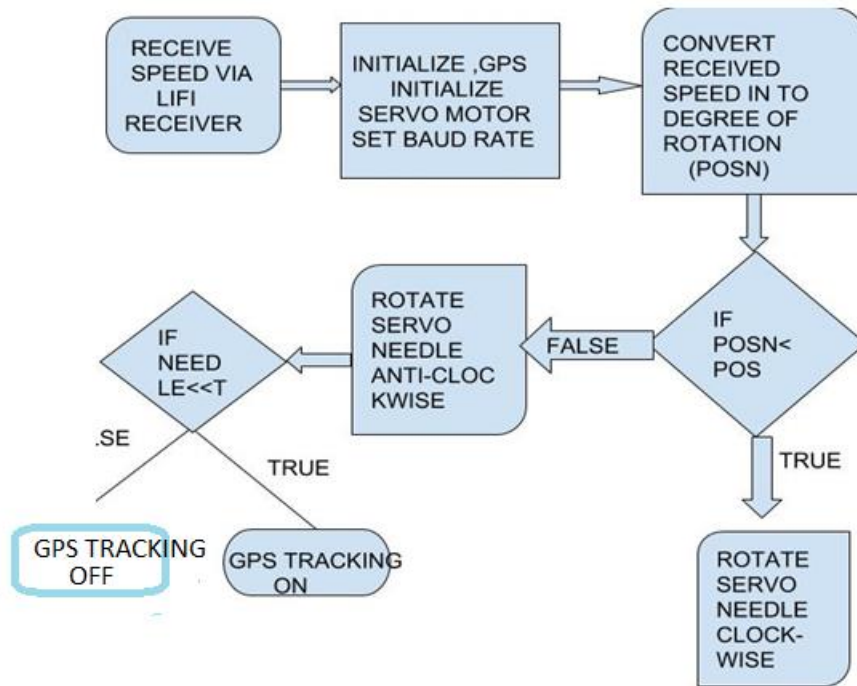 RECEIVE
SPEED VIA
LIFI
RECEIVER
INITIALIZE ,GPS
INITIALIZE
SERVO MOTOR
SET BAUD RATE
CONVERT
RECEIVED
SPEED IN TO
DEGREE OF
ROTATION
(POSN)
IF
POSN<
POS
FALSE
ROTATE
SERVO
NEEDLE
ANTI-CLOC
KWISE
IF
NEED
LE<<T
.SE
TRUE
GPS TRACKING
OFF
GPS TRACKING
ON
TRUE
ROTATE
SERVO
NEEDLE
CLOCK-
WISE